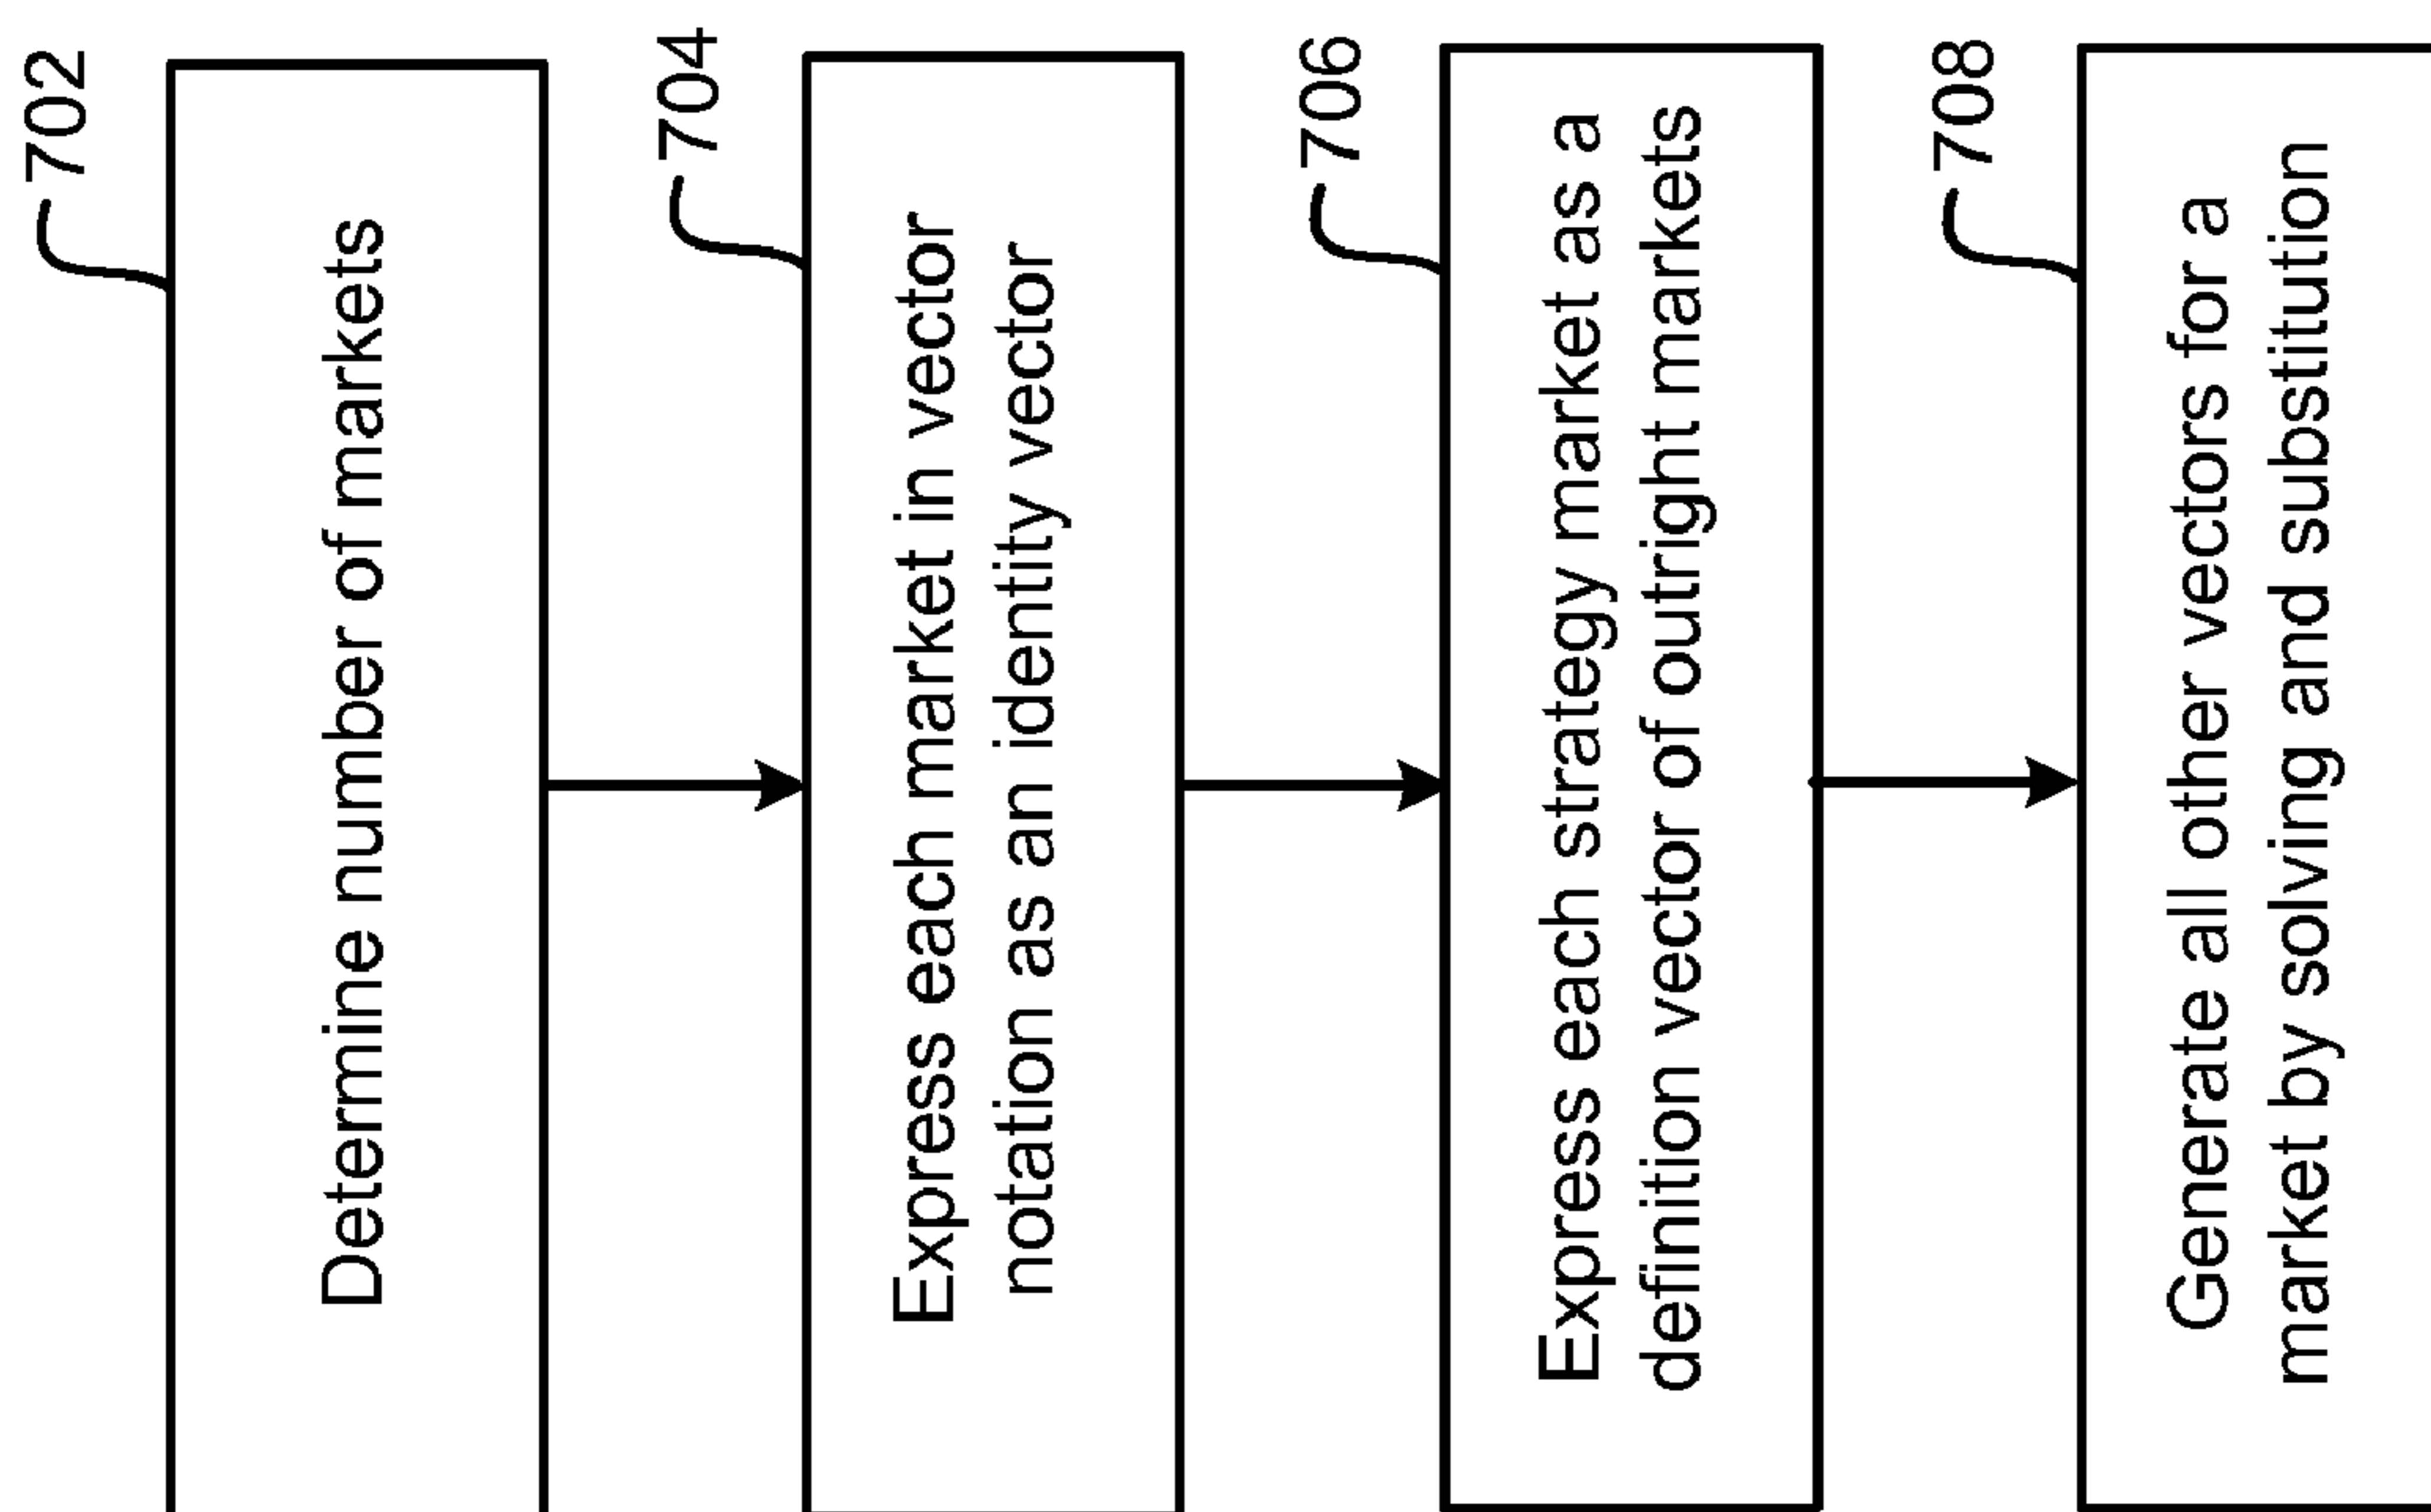 702
Determine number of markets
704
Express each market in vector
notation as an identity vector
706
Express each strategy market as a
definition vector of outright markets
708
Generate all other vectors for a
market by solving and substitution